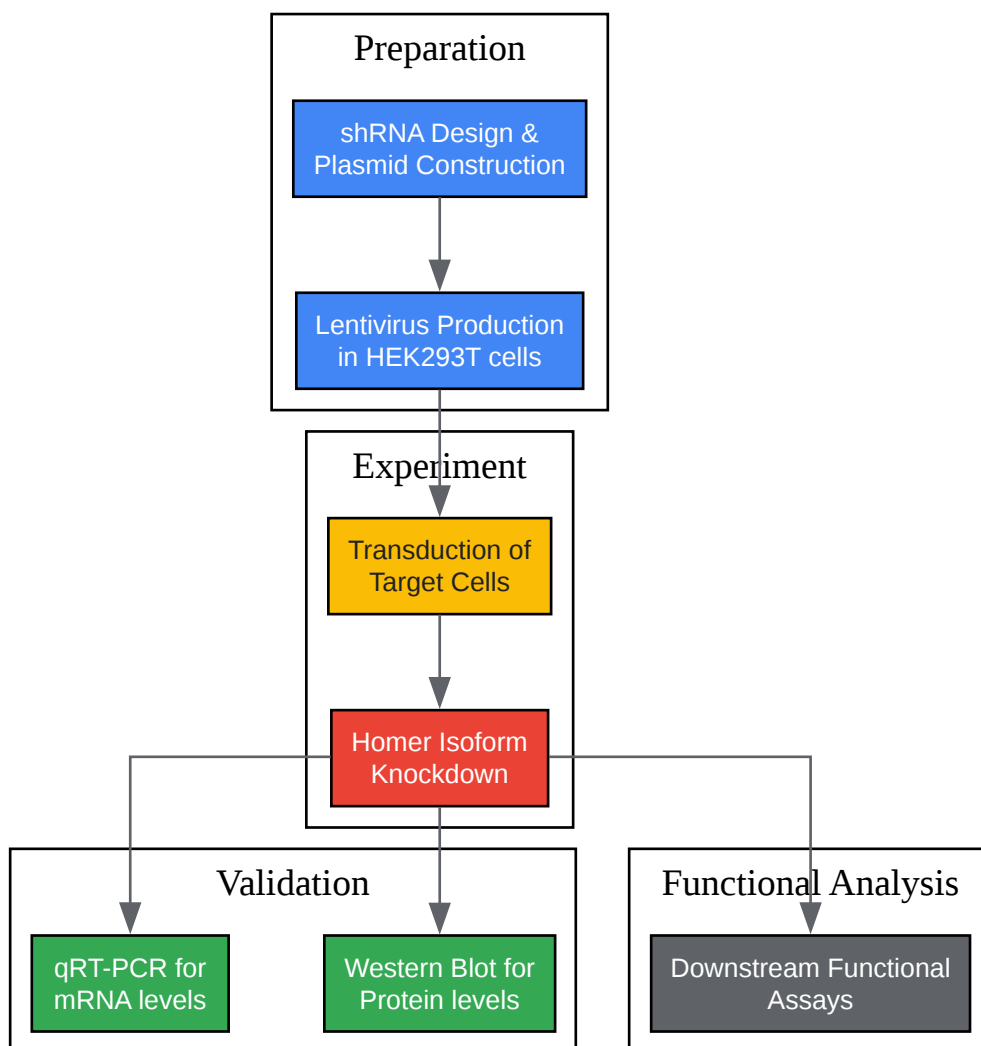 Preparation
shRNA Design &
Plasmid Construction
Lentivirus Production
in HEK293T cells
Experiment
Transduction of
Target Cells
Homer Isoform
Knockdown
Validation
qRT-PCR for
mRNA levels
Western Blot for
Protein levels
Functional Analysis
Downstream Functional
Assays